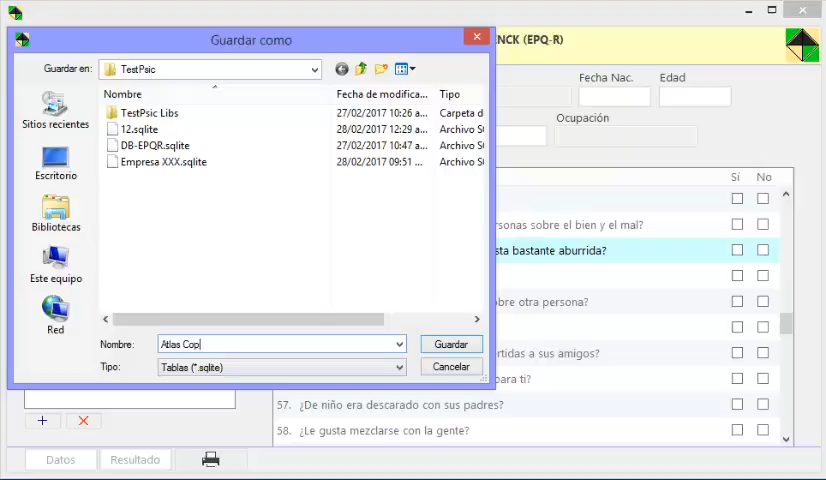 Guardar como
ENCK (EPQ-R)
Guardar en:
TestPsic
Fecha Nac.
Edad
Ocupación
Nombre
Fecha de modifica...
Tipo
TestPsic Libs
27/02/2017 10:26 a...
Carpeta d
12.sqlite
28/02/2017 12:29 a...
Archivo S
DB-EPQR.sqlite
27/02/2017 10:47 a...
Archivo S
Empresa XXX.sqlite
28/02/2017 09:51 ...
Archivo S
Sitios recientes
Escritorio
Bibliotecas
Este equipo
Red
Nombre:
Atlas Cop
Guardar
Tipo:
Tablas (*.sqlite)
Cancelar
Sí
No
rsonas sobre el bien y el mal?
sta bastante aburrida?
obre otra persona?
ertidas a sus amigos?
para ti?
57. ¿De niño era descarado con sus padres?
58. ¿Le gusta mezclarse con la gente?
Datos
Resultado